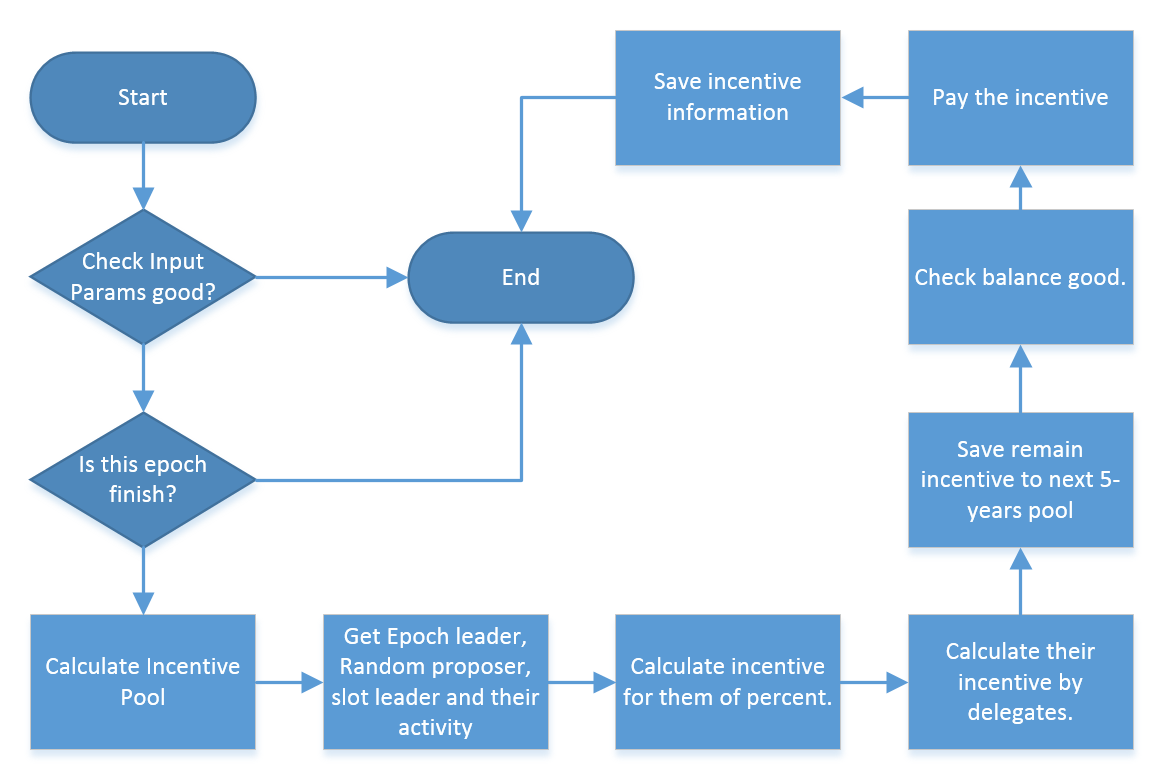 Start
Check Input
Params good?
Is this epoch
finish?
Calculate Incentive
Pool
Get Epoch leader,
Random proposer,
slot leader and their
activity
Calculate incentive
for them of percent.
Calculate their
incentive by
delegates.
Save remain
incentive to next 5-
years pool
Check balance good.
Pay the incentive
Save incentive
information
End